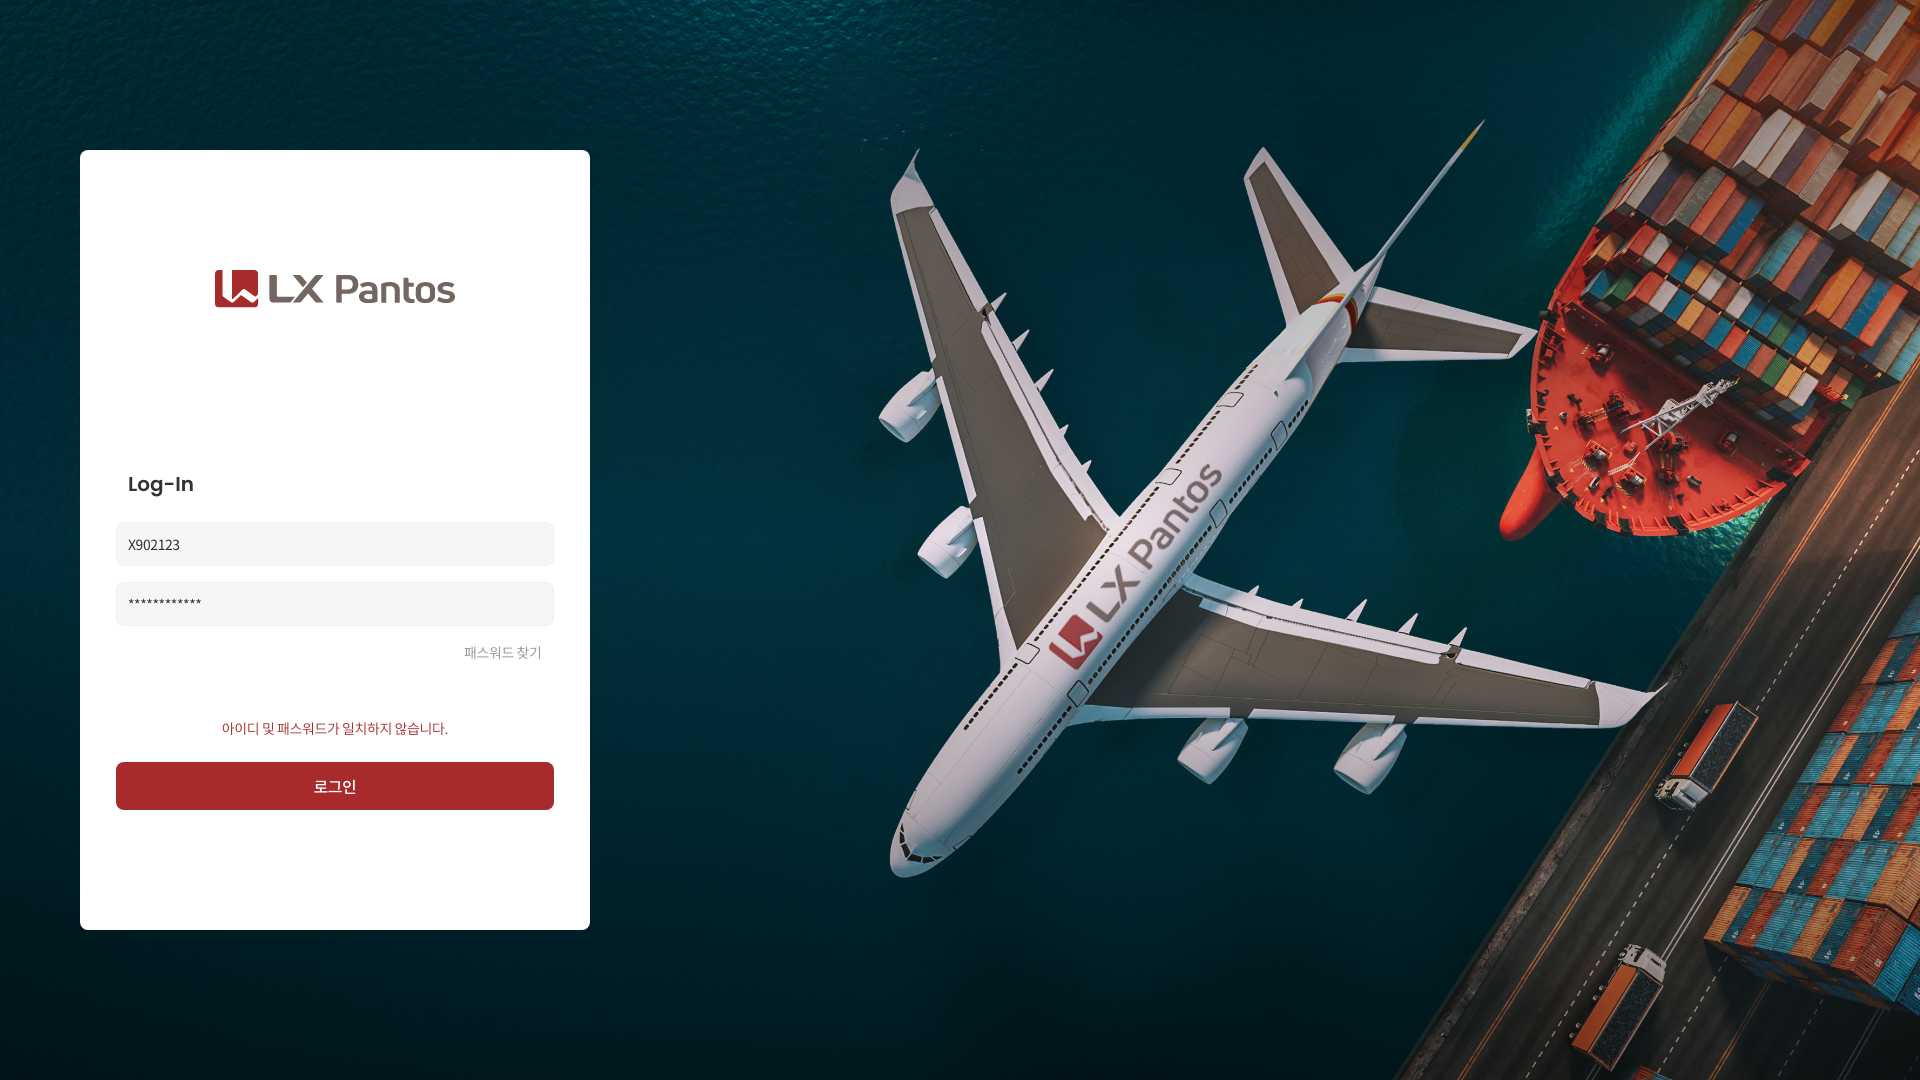 LX Pantos
Log-In
X902123
************
패스워드 찾기
아이디 및 패스워드가 일치하지 않습니다.
로그인
LX Pantos